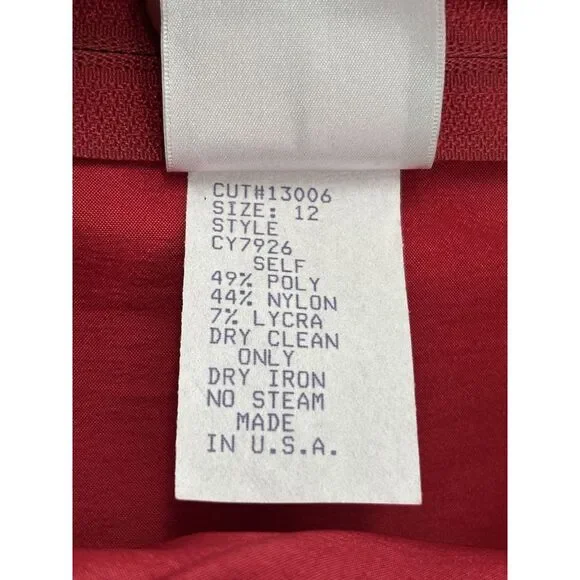 CUT#13006
SIZE: 12
STYLE
CY7926
SELF
49% POLY
44% NYLON
7% LYCRA
DRY CLEAN
ONLY
DRY IRON
NO STEAM
MADE
IN U.S.A.